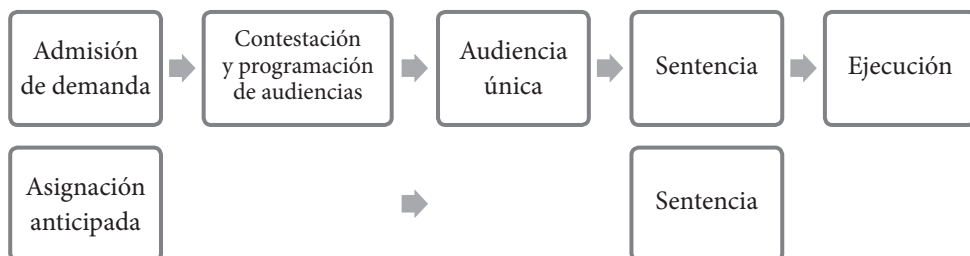 Admisión
de demanda
Contestación
y programación
de audiencias
Audiencia
única
Sentencia
Ejecución
Asignación
anticipada
Sentencia